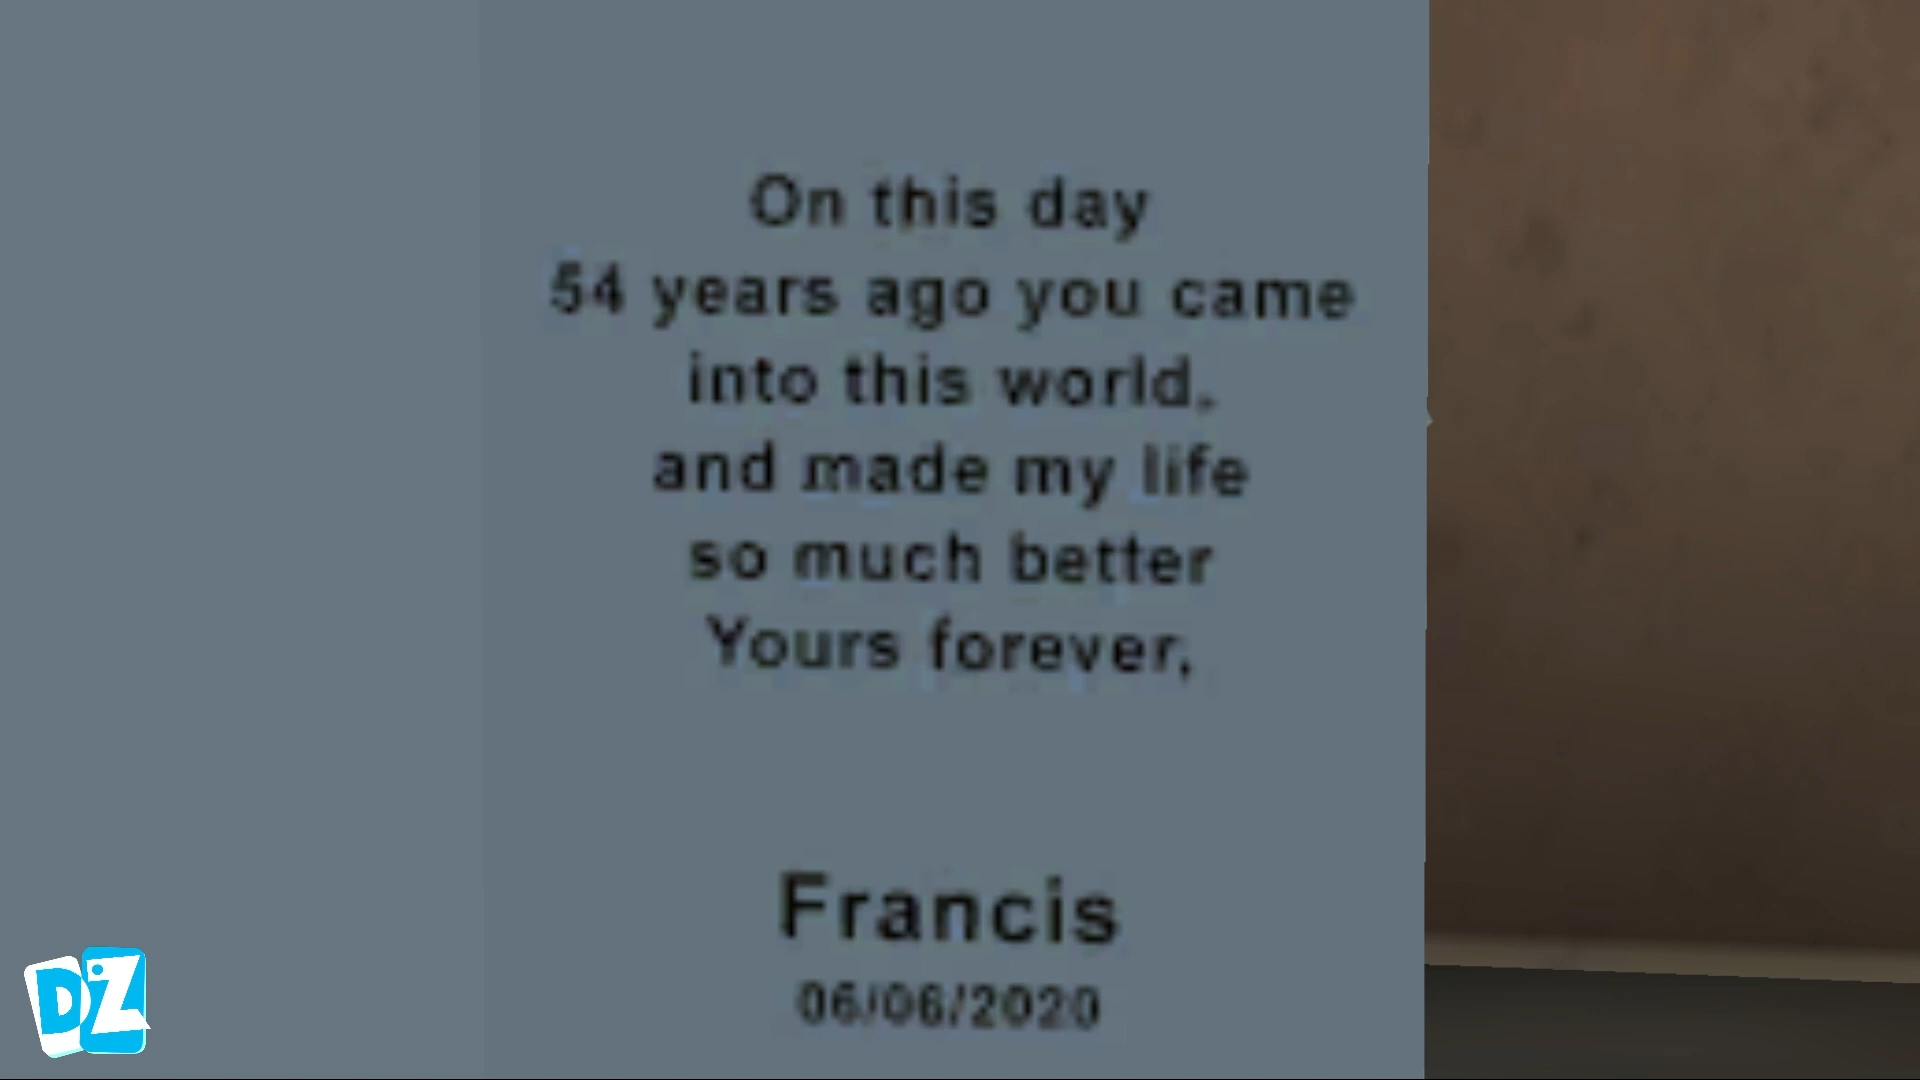 On this day
54 years ago you came
into this world,
and made my life
so much better
Yours forever,
Francis
06/06/2020
DiZ